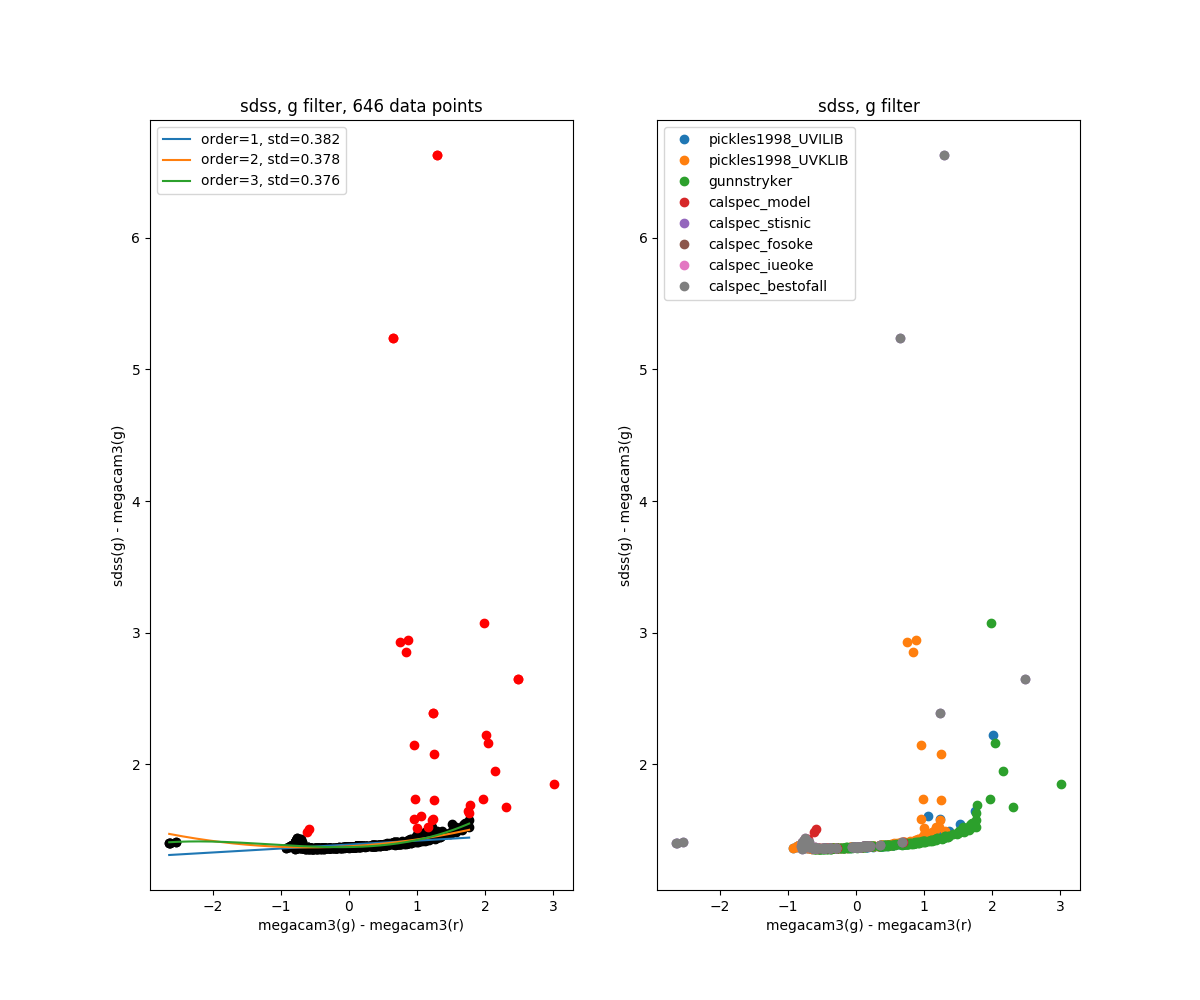 sdss, g filter, 646 data points
order=1, std=0.382
order=2, std=0.378
order=3, std=0.376
6
5
4
3
2
sdss(g) - megacam3(g)
−2
−1
0
1
2
3
megacam3(g) - megacam3(r)
sdss, g filter
pickles1998_UVILIB
pickles1998_UVKLIB
gunnstryker
calspec_model
calspec_stisnic
calspec_fosoke
calspec_iueoke
calspec_bestofall
6
5
4
3
2
sdss(g) - megacam3(g)
−2
−1
0
1
2
3
megacam3(g) - megacam3(r)